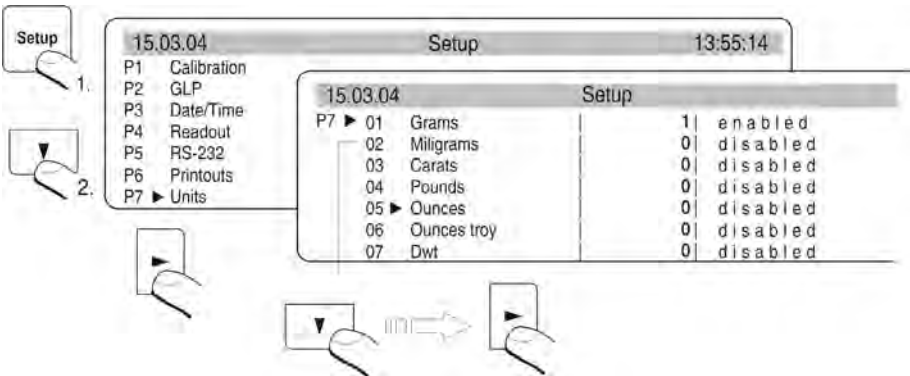 Setup
1.
2.
15.03.04 Setup 13:55:14
P1 Calibration
P2 GLP
P3 Date/Time
P4 Readout
P5 RS-232
P6 Printouts
P7 ► Units
15.03.04 Setup
P7 ► 01 Grams | 1 | enabled
02 Miligrams | 0 | disabled
03 Carats | 0 | disabled
04 Pounds | 0 | disabled
05 ► Ounces | 0 | disabled
06 Ounces troy | 0 | disabled
07 Dwt | 0 | disabled